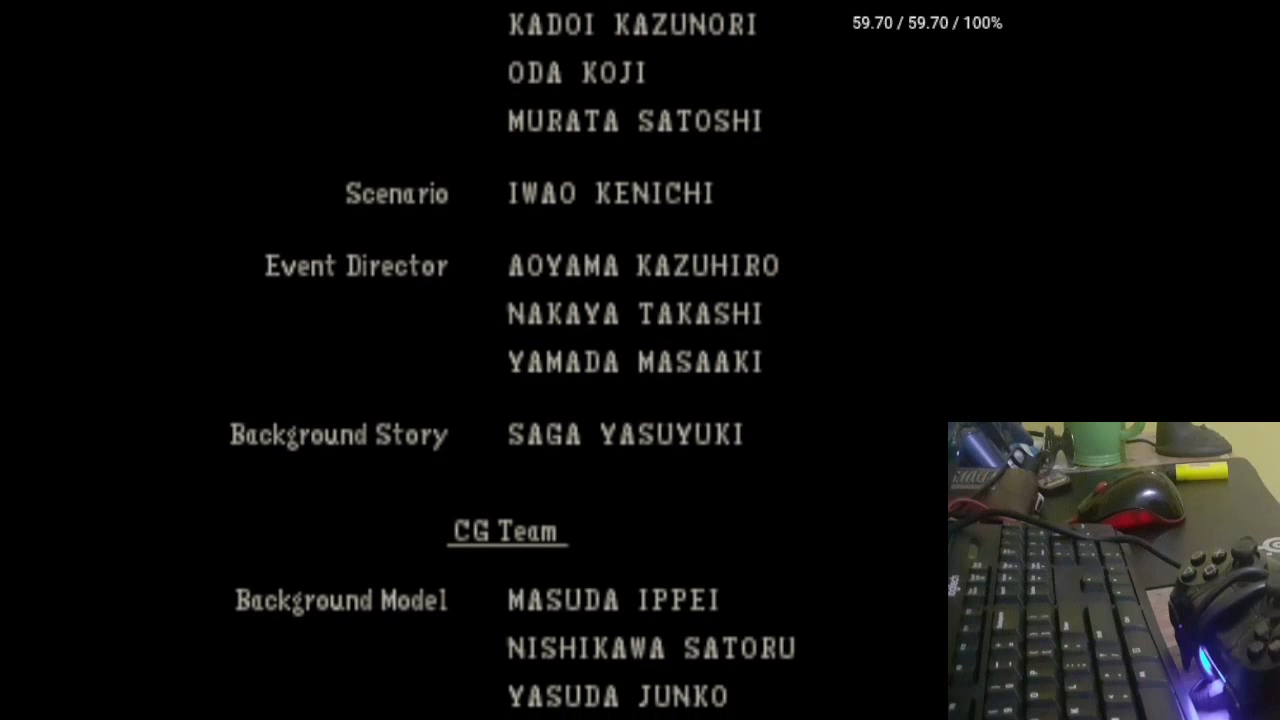 KADOI KAZUNORI
59.70 / 59.70 / 100%
ODA KOJI
MURATA SATOSHI
Scenario IWAO KENICHI
Event Director AOYAMA KAZUHIRO
NAKAYA TAKASHI
YAMADA MASAAKI
Background Story SAGA YASUYUKI
CG Team
Background Model MASUDA IPPEI
NISHIKAWA SATORU
YASUDA JUNKO